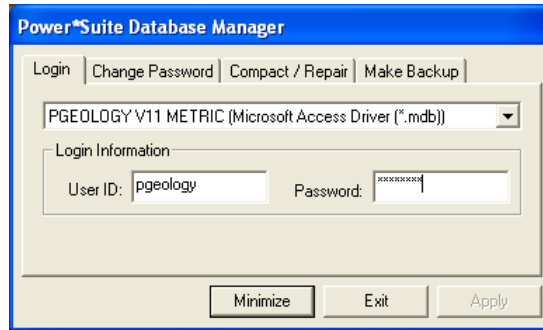 Power*Suite Database Manager
Login Change Password Compact / Repair Make Backup
PGEOLOGY V11 METRIC (Microsoft Access Driver (*.mdb))
Login Information
User ID: pgeology Password: ********
Minimize Exit Apply